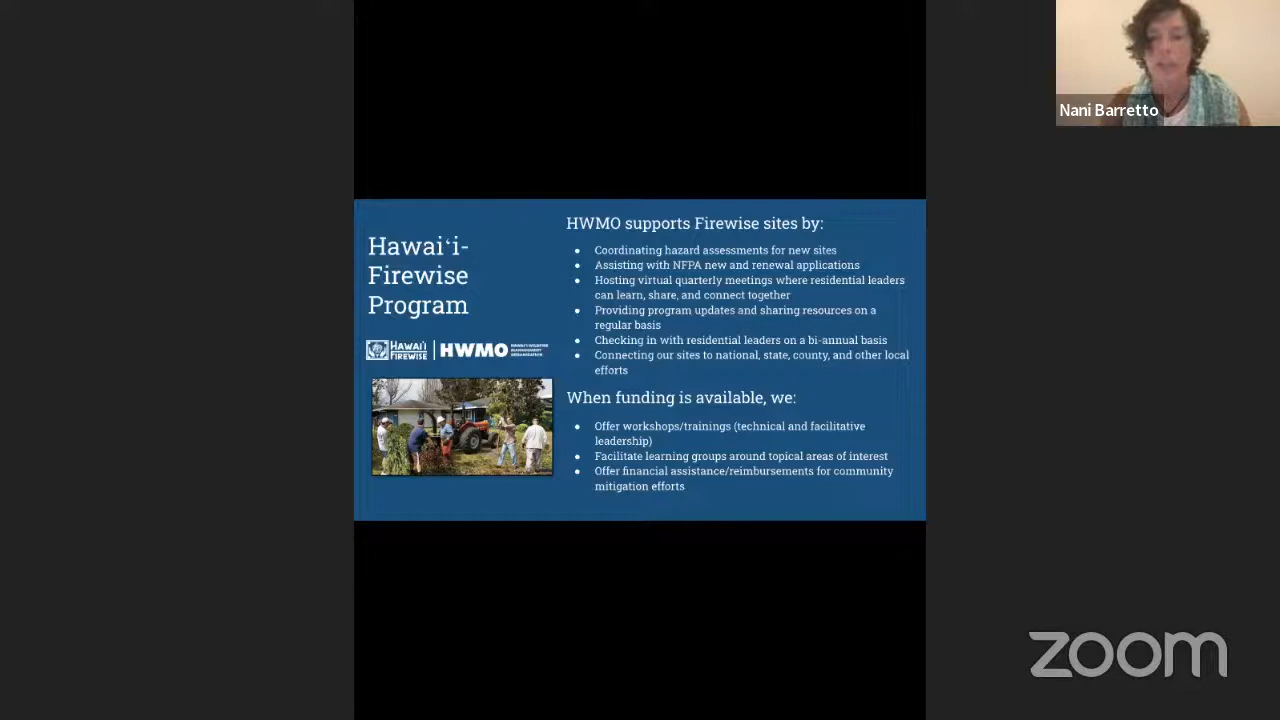 Nani Barretto
Hawaiʻi-
Firewise
Program
HAWAI'I
FIREWISE
HWMO
HWMO supports Firewise sites by:
● Coordinating hazard assessments for new sites
● Assisting with NFPA new and renewal applications
● Hosting virtual quarterly meetings where residential leaders
can learn, share, and connect together
● Providing program updates and sharing resources on a
regular basis
● Checking in with residential leaders on a bi-annual basis
● Connecting our sites to national, state, county, and other local
efforts
When funding is available, we:
● Offer workshops/trainings (technical and facilitative
leadership)
● Facilitate learning groups around topical areas of interest
● Offer financial assistance/reimbursements for community
mitigation efforts
zoom